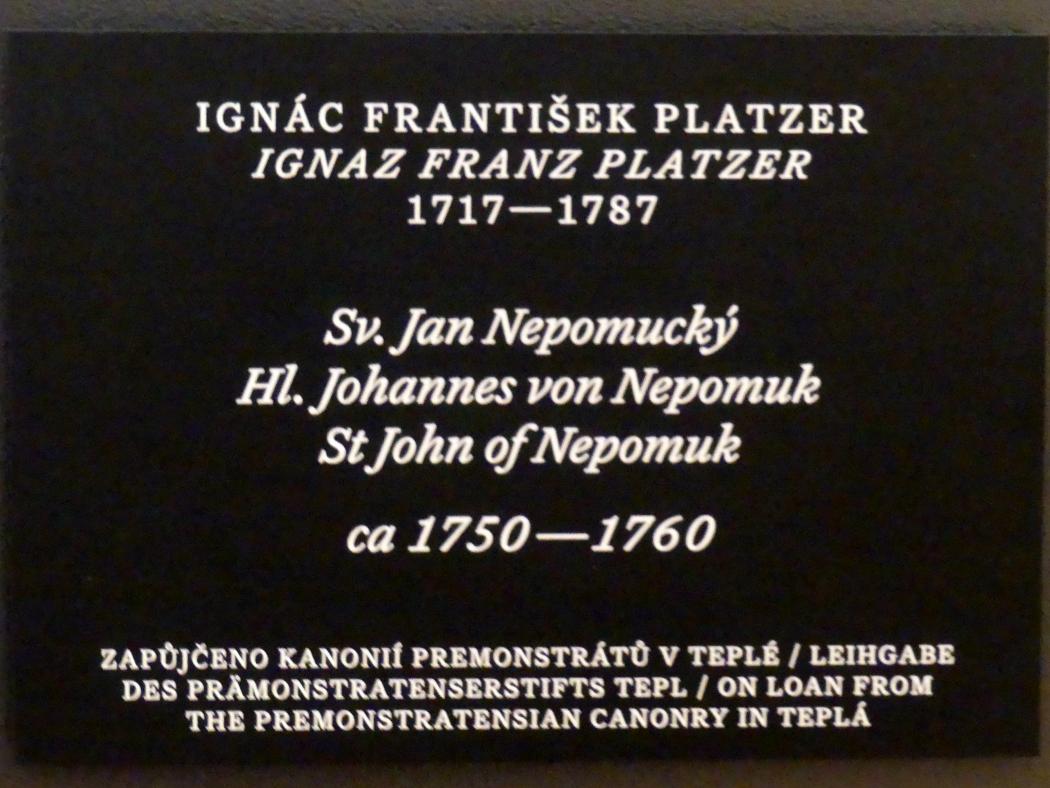 IGNÁC FRANTIŠEK PLATZER
IGNAZ FRANZ PLATZER
1717—1787
Sv. Jan Nepomucký
Hl. Johannes von Nepomuk
St John of Nepomuk
ca 1750—1760
ZAPŮJČENO KANONIÍ PREMONSTRÁTŮ V TEPLÉ / LEIHGABE
DES PRÄMONSTRATENSERSTIFTS TEPL / ON LOAN FROM
THE PREMONSTRATENSIAN CANONRY IN TEPLÁ